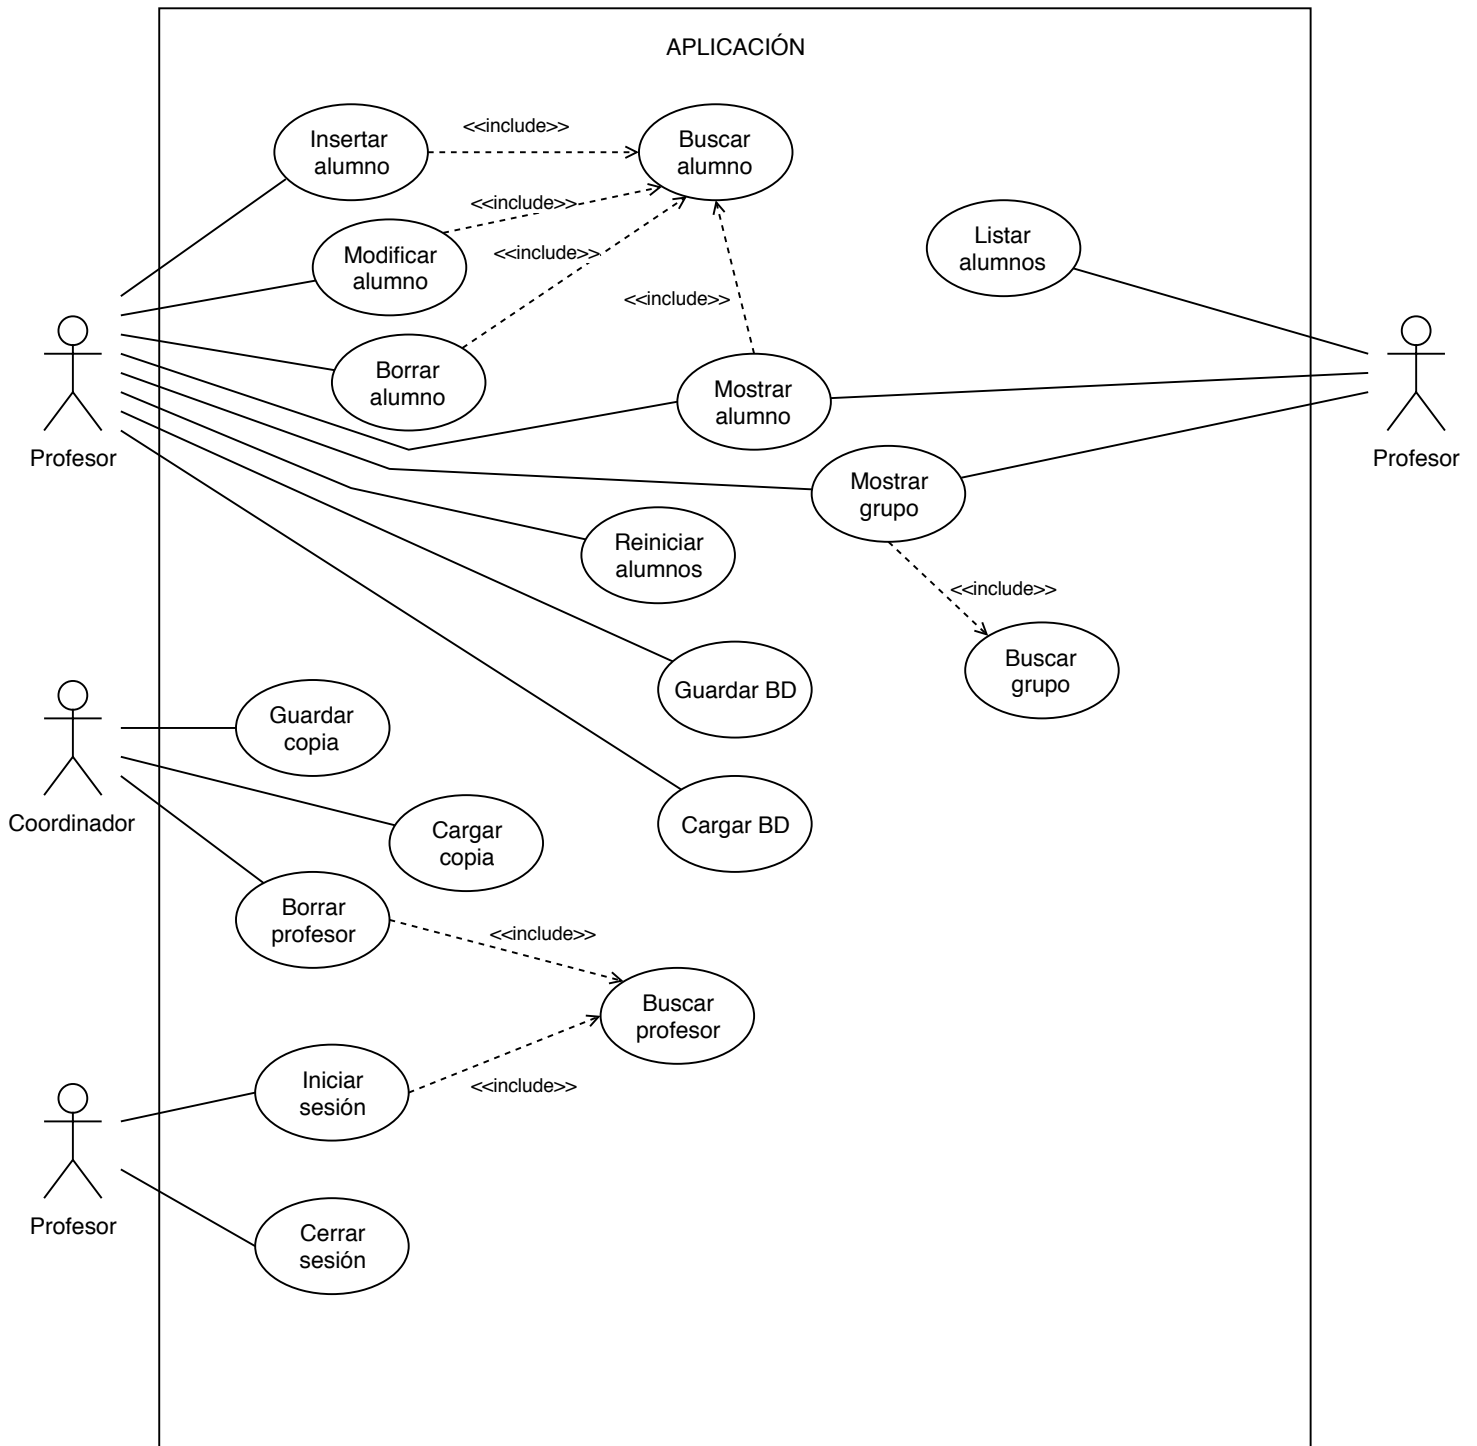 APLICACIÓN
Insertar
alumno
<<include>>
Buscar
alumno
Modificar
alumno
<<include>>
<<include>>
Listar
alumnos
<<include>>
Borrar
alumno
Mostrar
alumno
Profesor
Profesor
Mostrar
grupo
Reiniciar
alumnos
<<include>>
Buscar
grupo
Guardar BD
Guardar
copia
Coordinador
Cargar
copia
Cargar BD
Borrar
profesor
<<include>>
Buscar
profesor
Iniciar
sesión
<<include>>
Profesor
Cerrar
sesión